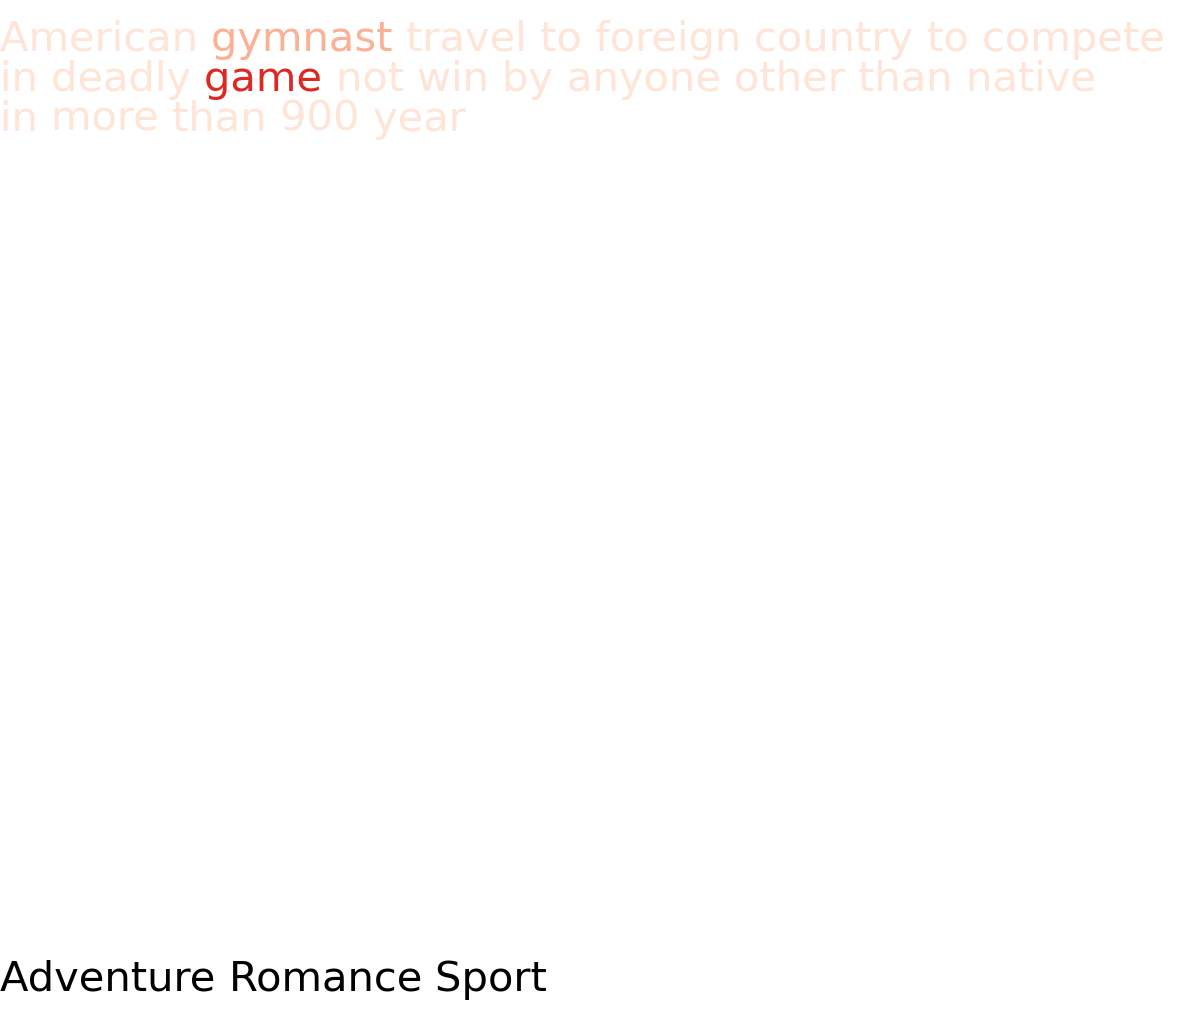 American gymnast travel to foreign country to compete
in deadly game not win by anyone other than native
in more than 900 year
Adventure Romance Sport